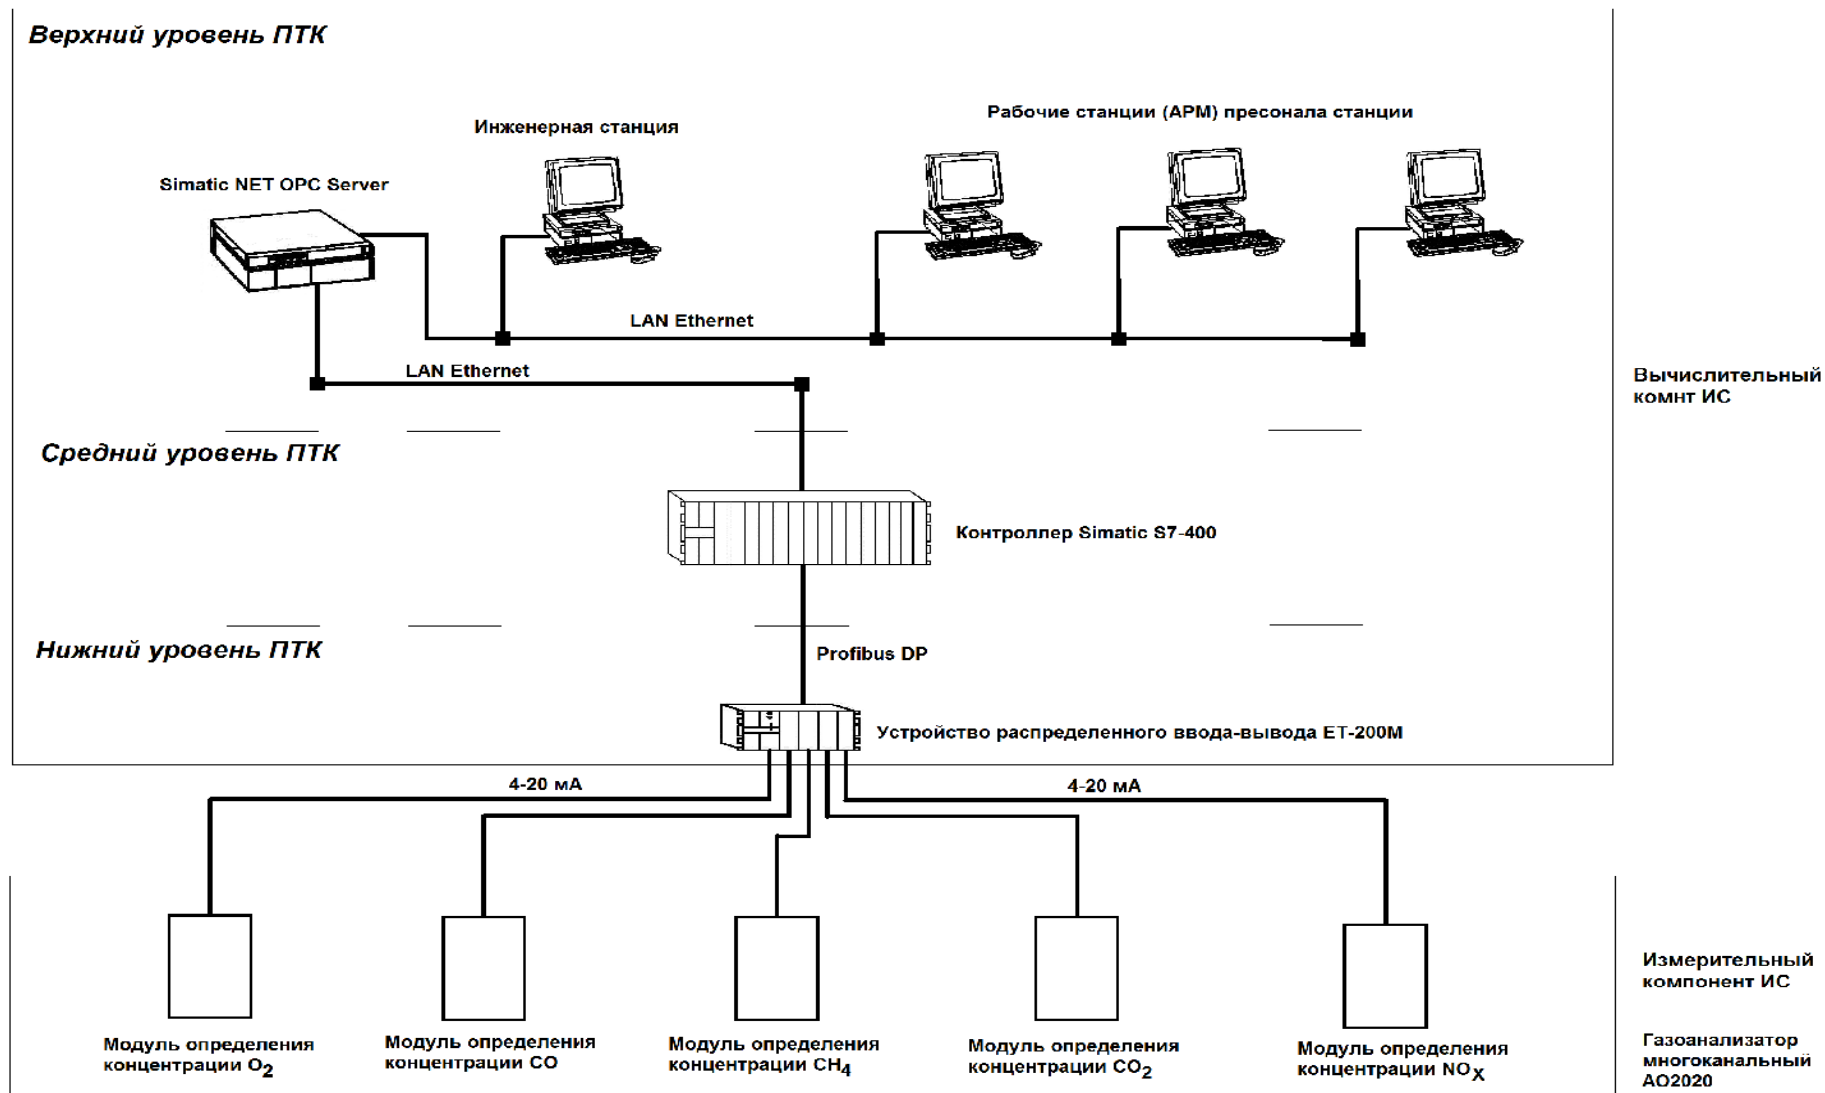 Верхний уровень ПТК
Рабочие станции (АРМ) пресонала станции
Инженерная станция
Simatic NET OPC Server
LAN Ethernet
LAN Ethernet
Вычислительный
комнт ИС
Средний уровень ПТК
Контроллер Simatic S7-400
Нижний уровень ПТК
Profibus DP
Устройство распределенного ввода-вывода ET-200M
4-20 мА
4-20 мА
Измерительный
компонент ИС
Модуль определения
концентрации O2
Модуль определения
концентрации CO
Модуль определения
концентрации CH4
Модуль определения
концентрации CO2
Модуль определения
концентрации NOX
Газоанализатор
многоканальный
АО2020